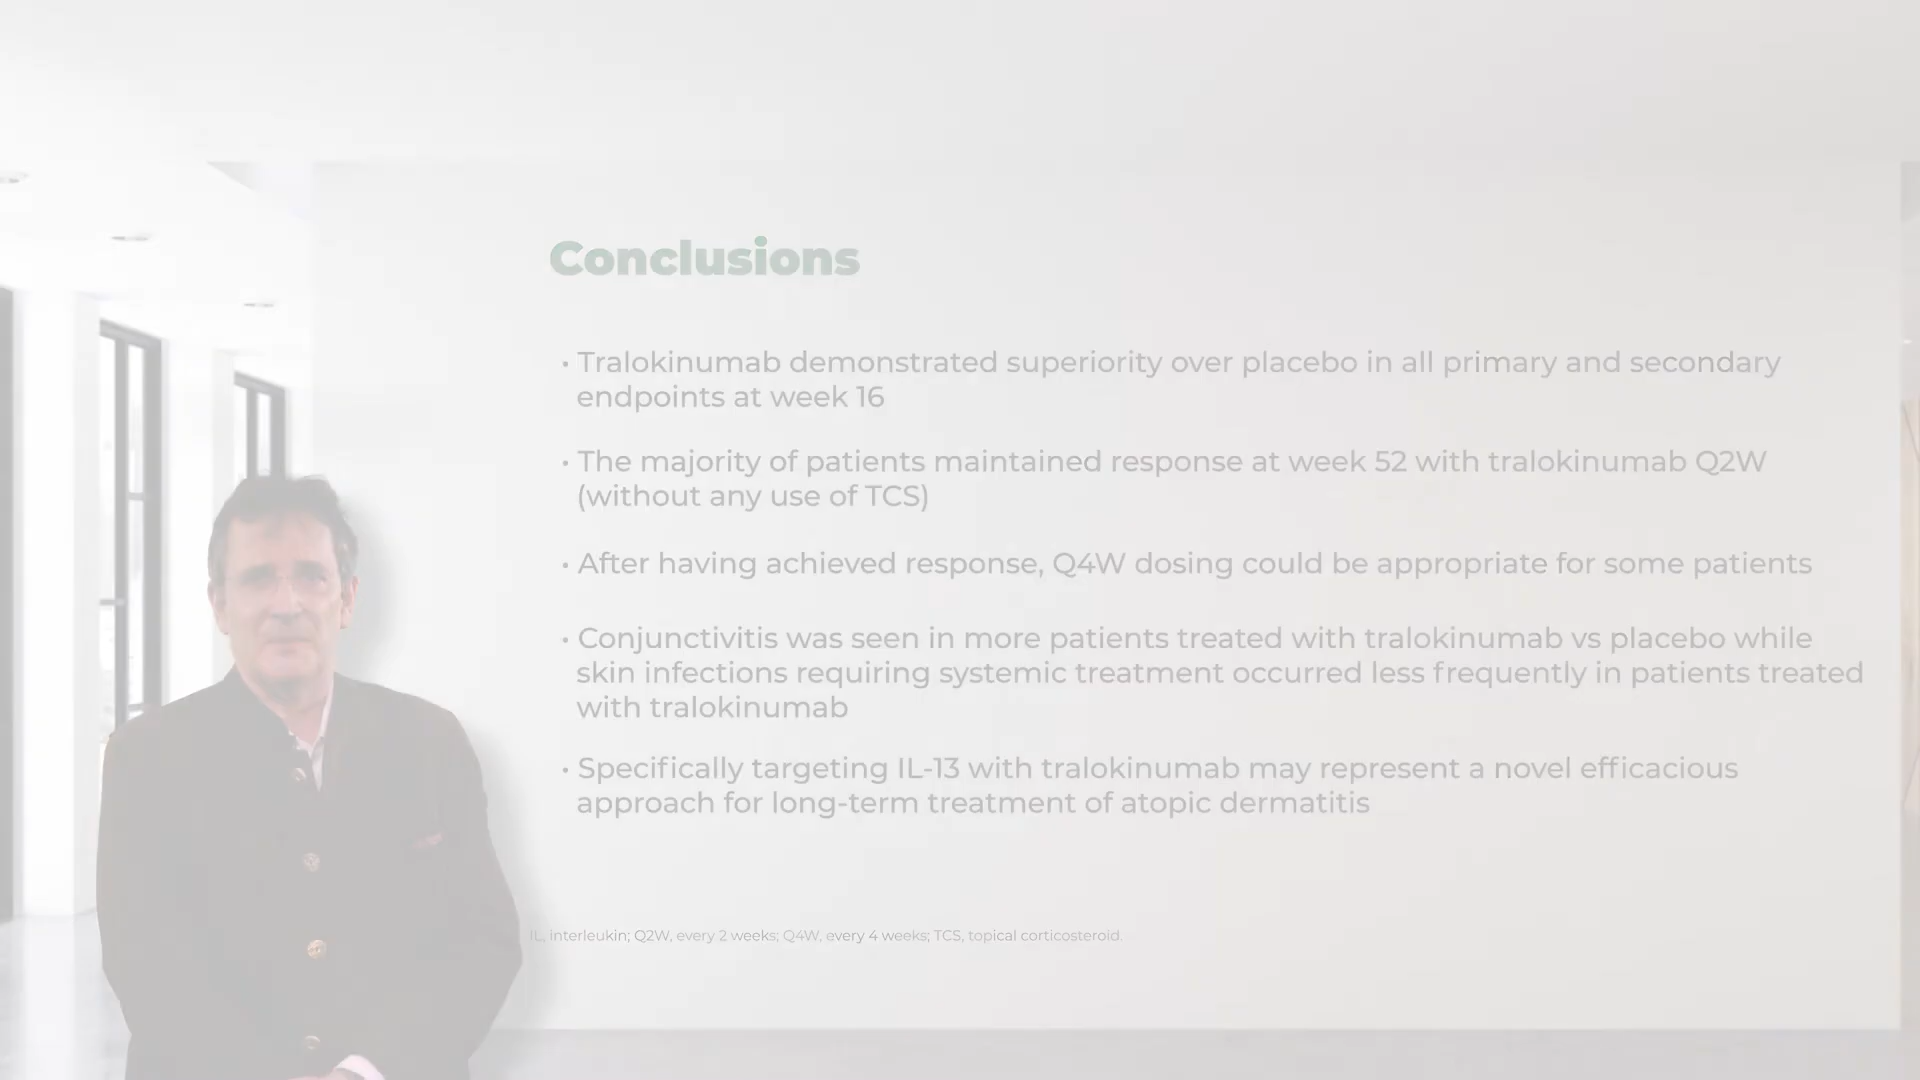 Conclusions
• Tralokinumab demonstrated superiority over placebo in all primary and secondary
endpoints at week 16
• The majority of patients maintained response at week 52 with tralokinumab Q2W
(without any use of TCS)
• After having achieved response, Q4W dosing could be appropriate for some patients
• Conjunctivitis was seen in more patients treated with tralokinumab vs placebo while
skin infections requiring systemic treatment occurred less frequently in patients treated
with tralokinumab
• Specifically targeting IL-13 with tralokinumab may represent a novel efficacious
approach for long-term treatment of atopic dermatitis
IL, interleukin; Q2W, every 2 weeks; Q4W, every 4 weeks; TCS, topical corticosteroid.